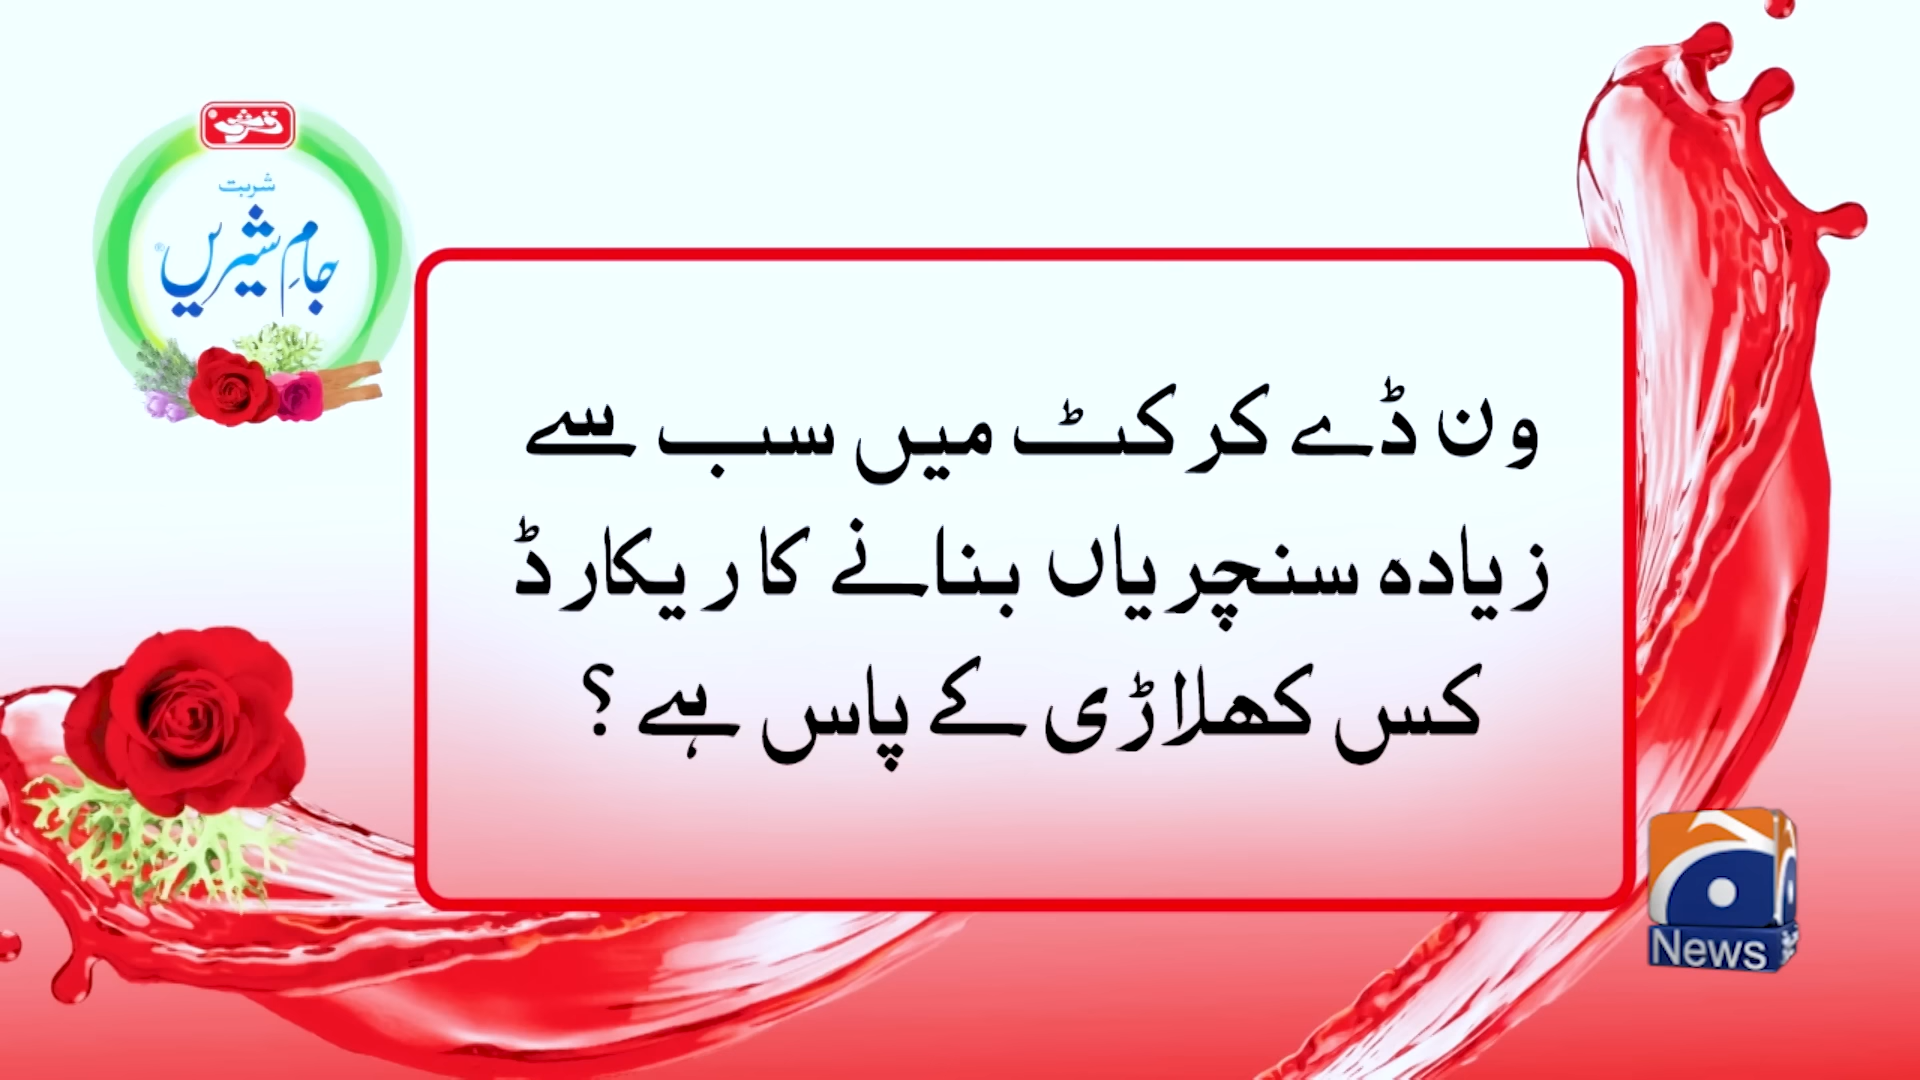 قرشی
شربت
جامِ شیریں
ون ڈے کرکٹ میں سب سے
زیادہ سنچریاں بنانے کا ریکارڈ
کس کھلاڑی کے پاس ہے ؟
News